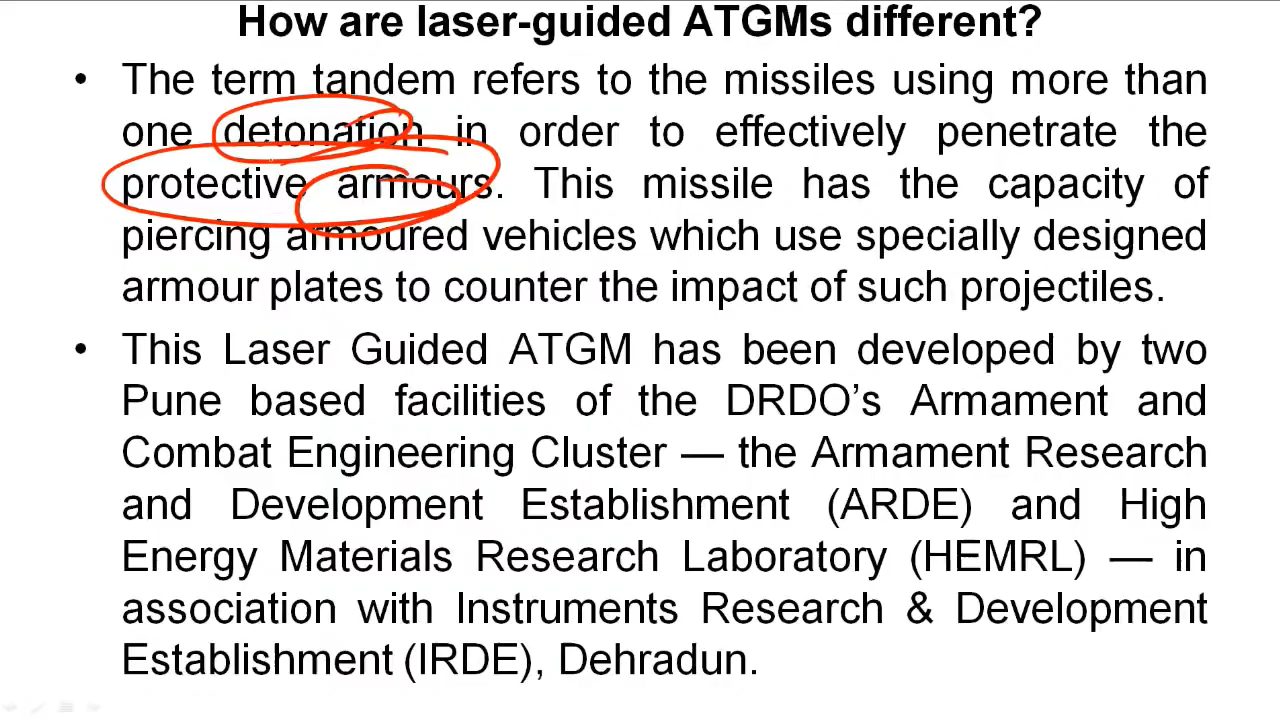 How are laser-guided ATGMs different?
• The term tandem refers to the missiles using more than
one detonation in order to effectively penetrate the
protective armours. This missile has the capacity of
piercing armoured vehicles which use specially designed
armour plates to counter the impact of such projectiles.
• This Laser Guided ATGM has been developed by two
Pune based facilities of the DRDO’s Armament and
Combat Engineering Cluster — the Armament Research
and Development Establishment (ARDE) and High
Energy Materials Research Laboratory (HEMRL) — in
association with Instruments Research & Development
Establishment (IRDE), Dehradun.